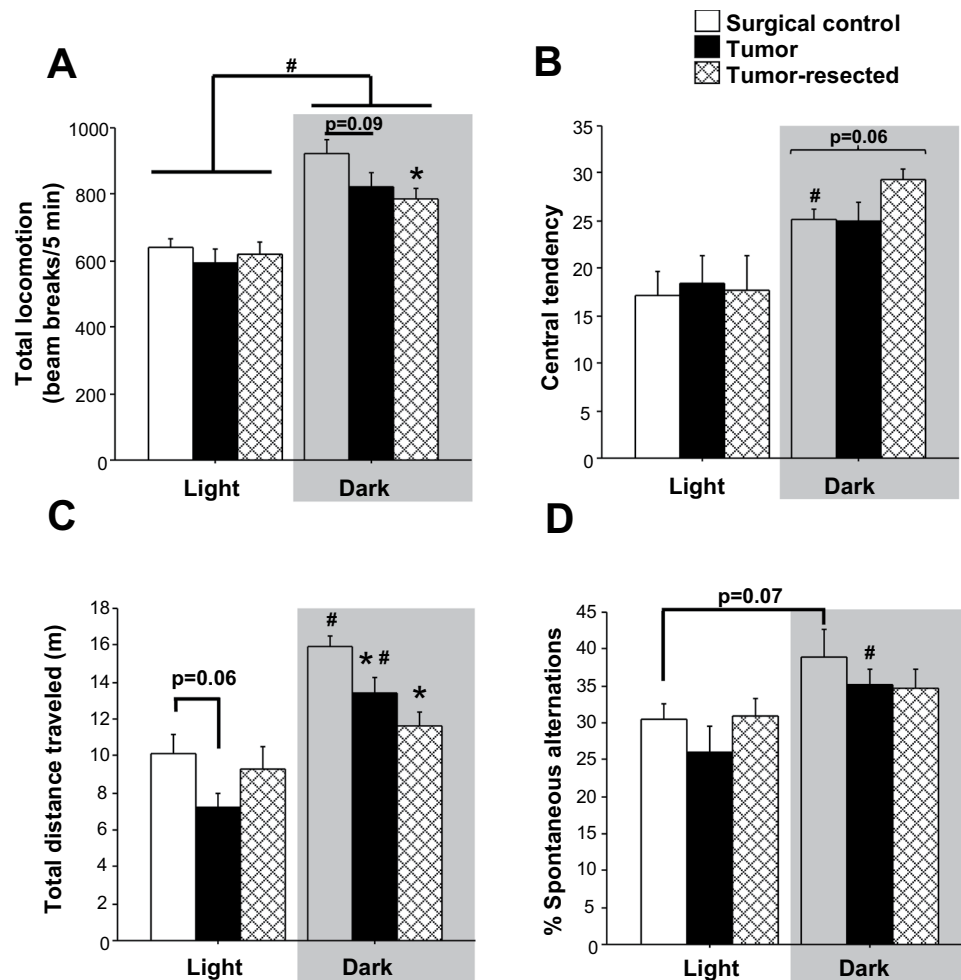 Surgical control
Tumor
Tumor-resected
A
#
p=0.09
*
Total locomotion
(beam breaks/5 min)
1000
800
600
400
200
0
Light
Dark
B
p=0.06
#
Central tendency
35
30
25
20
15
10
5
0
Light
Dark
C
#
* #
*
p=0.06
Total distance traveled (m)
18
16
14
12
10
8
6
4
2
0
Light
Dark
D
p=0.07
#
% Spontaneous alternations
45
40
35
30
25
20
15
10
5
0
Light
Dark